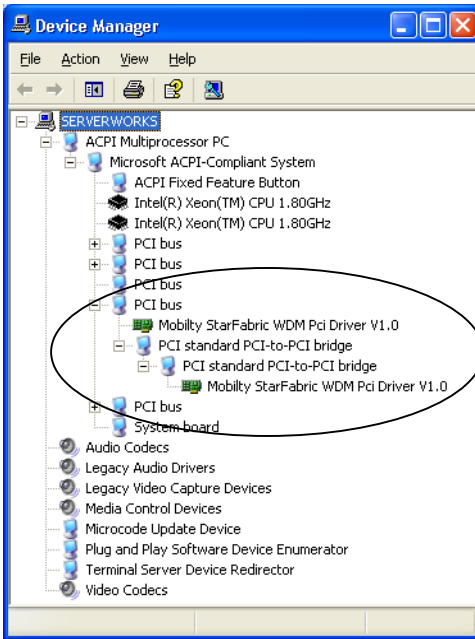 Device Manager
File Action View Help
SERVERWORKS
ACPI Multiprocessor PC
Microsoft ACPI-Compliant System
ACPI Fixed Feature Button
Intel(R) Xeon(TM) CPU 1.80GHz
Intel(R) Xeon(TM) CPU 1.80GHz
PCI bus
PCI bus
PCI bus
PCI bus
Mobilty StarFabric WDM Pci Driver V1.0
PCI standard PCI-to-PCI bridge
PCI standard PCI-to-PCI bridge
Mobilty StarFabric WDM Pci Driver V1.0
PCI bus
System board
Audio Codecs
Legacy Audio Drivers
Legacy Video Capture Devices
Media Control Devices
Microcode Update Device
Plug and Play Software Device Enumerator
Terminal Server Device Redirector
Video Codecs